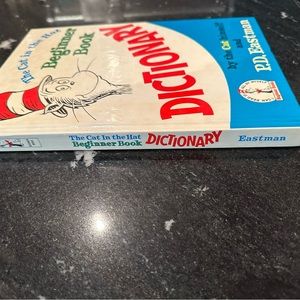 The Cat in the Hat
Beginner Book
DICTIONARY
by the Cat himself
and
P.D. Eastman
The Cat in the Hat
Beginner Book
DICTIONARY
Eastman